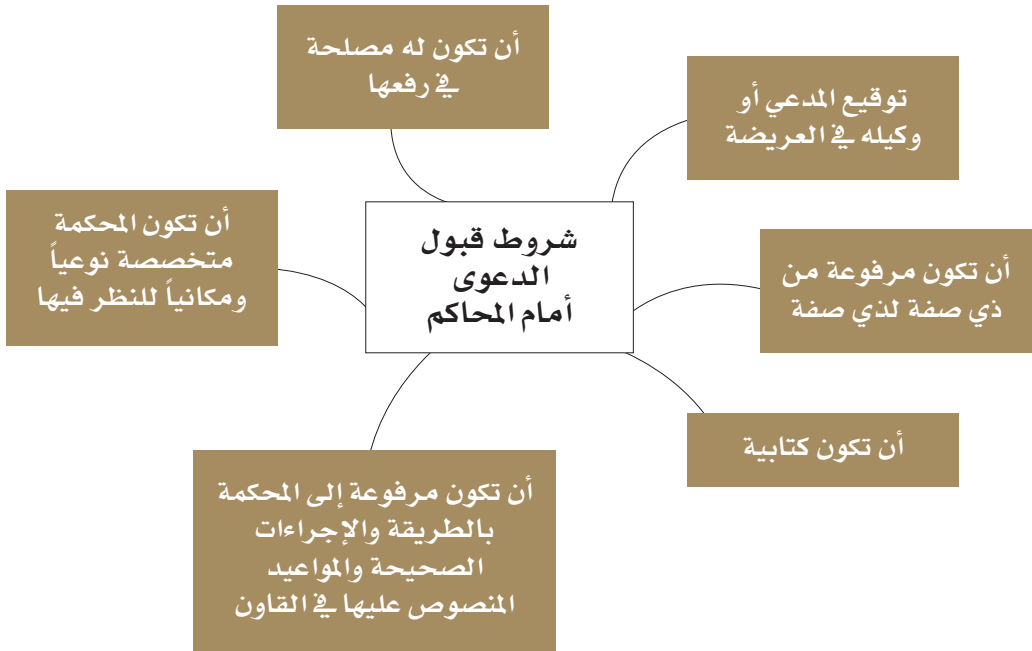 أن تكون له مصلحة
في رفعها
توقيع المدعي أو
وكيله في العريضة
أن تكون المحكمة
متخصصة نوعياً
ومكانياً للنظر فيها
شروط قبول
الدعوى
أمام المحاكم
أن تكون مرفوعة من
ذي صفة لذي صفة
أن تكون كتابية
أن تكون مرفوعة إلى المحكمة
بالطريقة والإجراءات
الصحيحة والمواعيد
المنصوص عليها في القاون